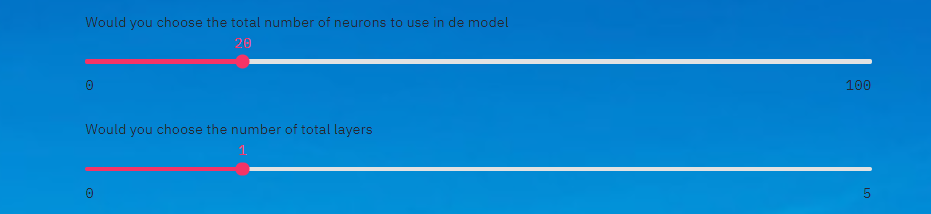 Would you choose the total number of neurons to use in de model
20
0 100
Would you choose the number of total layers
1
0 5